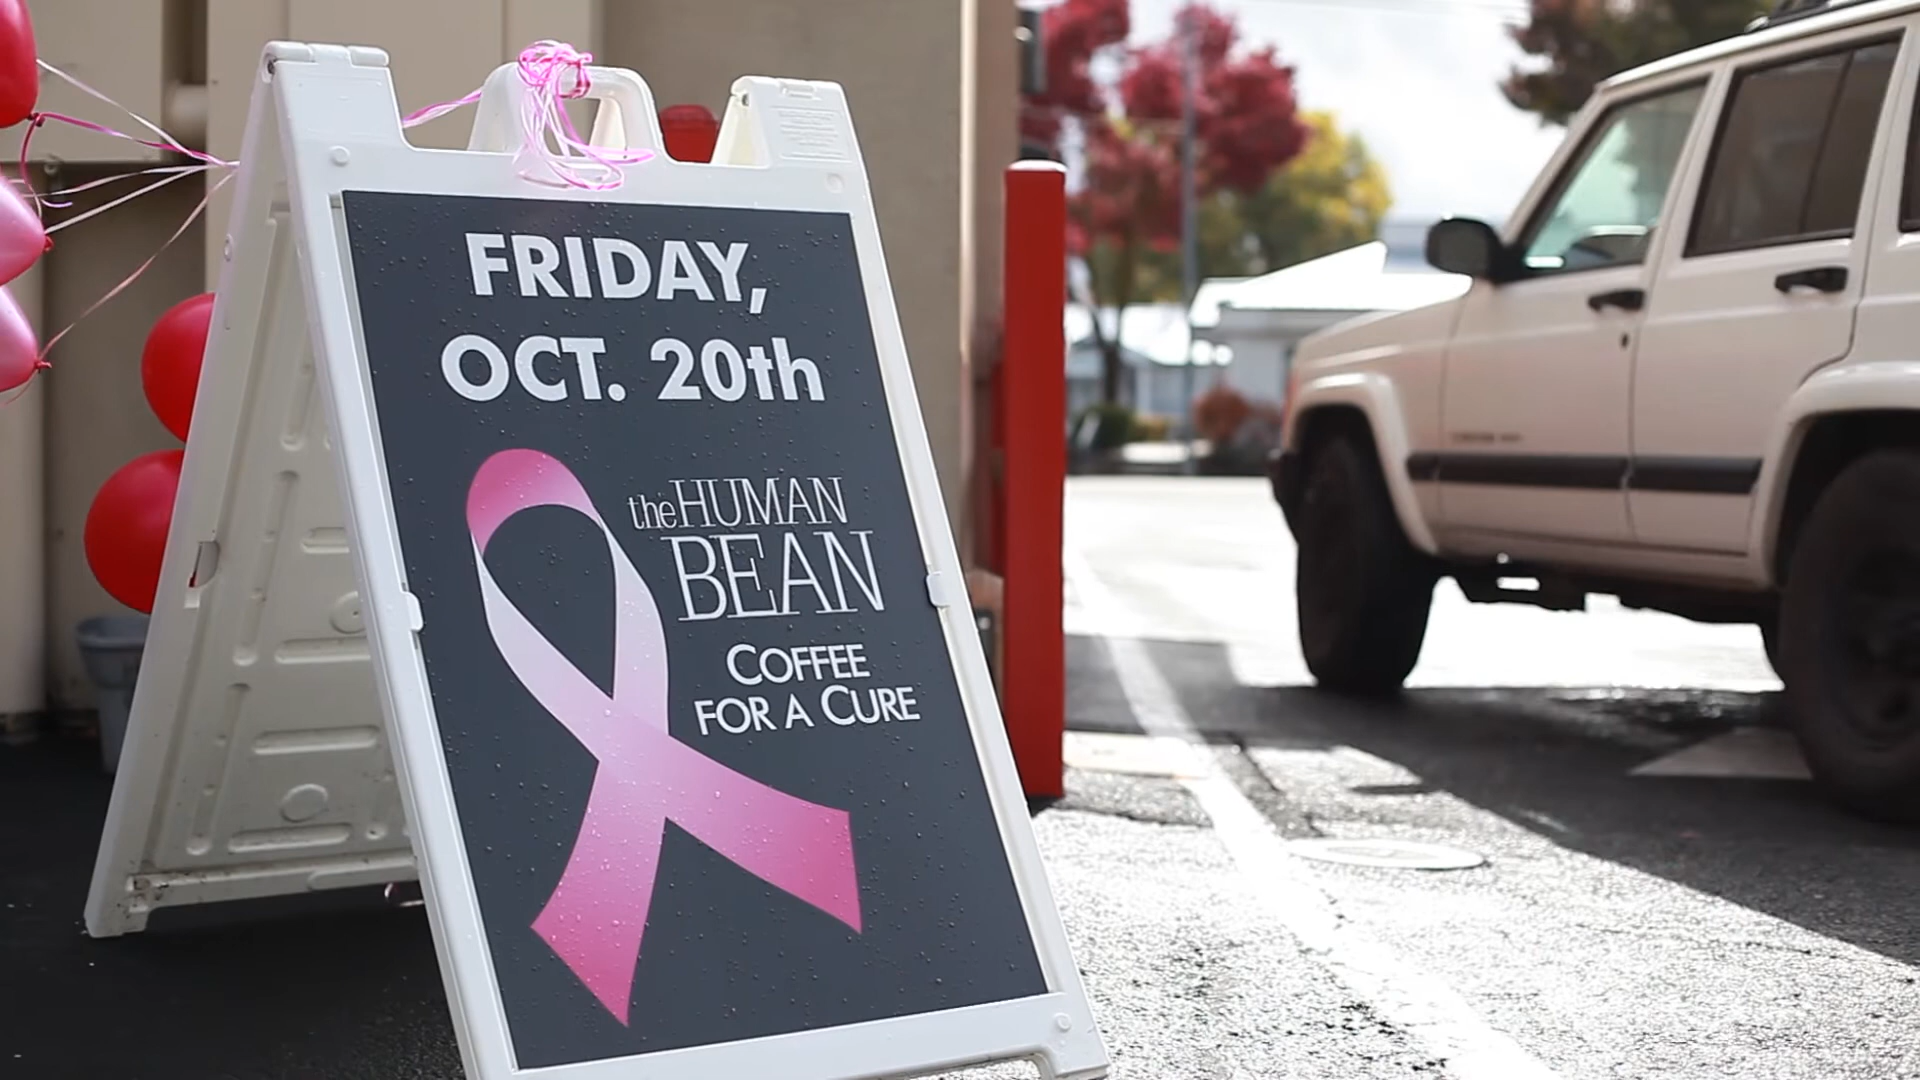 FRIDAY,
OCT. 20th
the HUMAN
BEAN
COFFEE
FOR A CURE